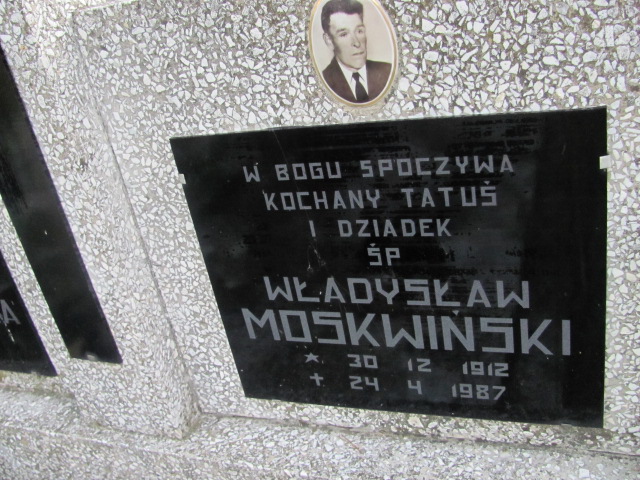 W BOGU SPOCZYWA
KOCHANY TATUŚ
I DZIADEK
ŚP
WŁADYSŁAW
MOSKWIŃSKI
* 30 12 1912
+ 24 4 1987
A